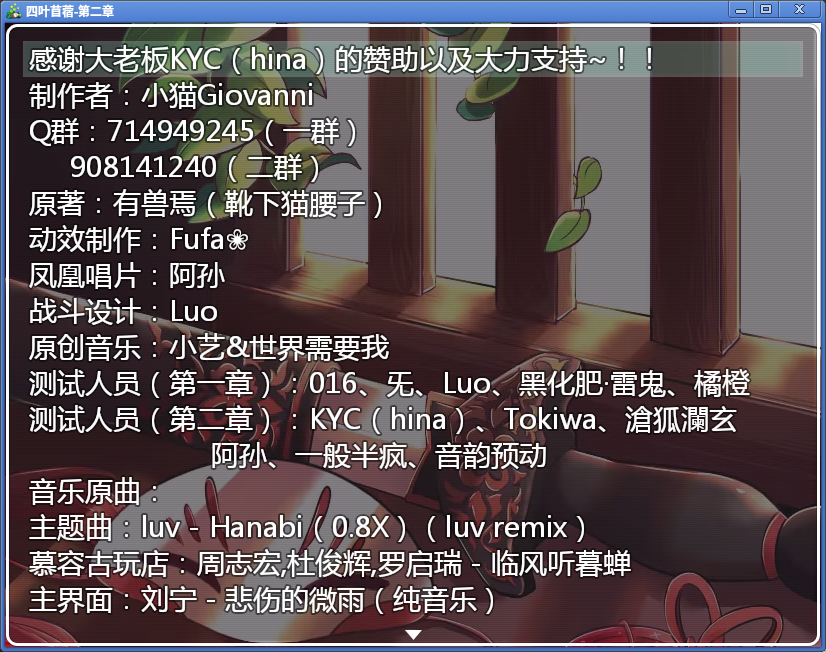 四叶苜蓿-第二章
感谢大老板KYC（hina）的赞助以及大力支持~！！
制作者：小猫Giovanni
Q群：714949245（一群）
908141240（二群）
原著：有兽焉（靴下猫腰子）
动效制作：Fufa❀
凤凰唱片：阿孙
战斗设计：Luo
原创音乐：小艺&世界需要我
测试人员（第一章）：016、兂、Luo、黑化肥·雷鬼、橘橙
测试人员（第二章）：KYC（hina）、Tokiwa、滄狐瀾玄
阿孙、一般半疯、音韵预动
音乐原曲：
主题曲：luv - Hanabi（0.8X）（luv remix）
慕容古玩店：周志宏,杜俊辉,罗启瑞 - 临风听暮蝉
主界面：刘宁 - 悲伤的微雨（纯音乐）